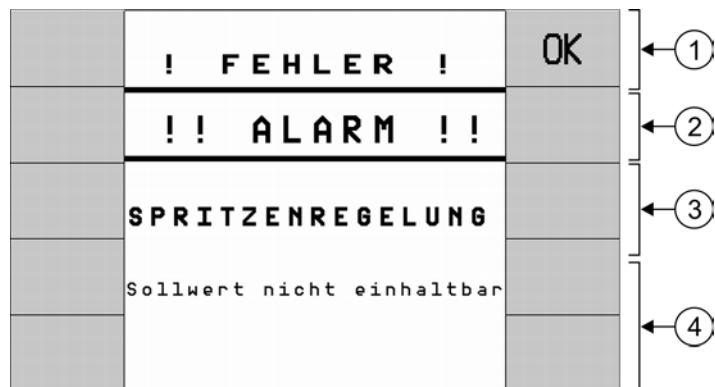 ! FEHLER !
OK
1
!! ALARM !!
2
SPRITZENREGELUNG
3
Sollwert nicht einhaltbar
4